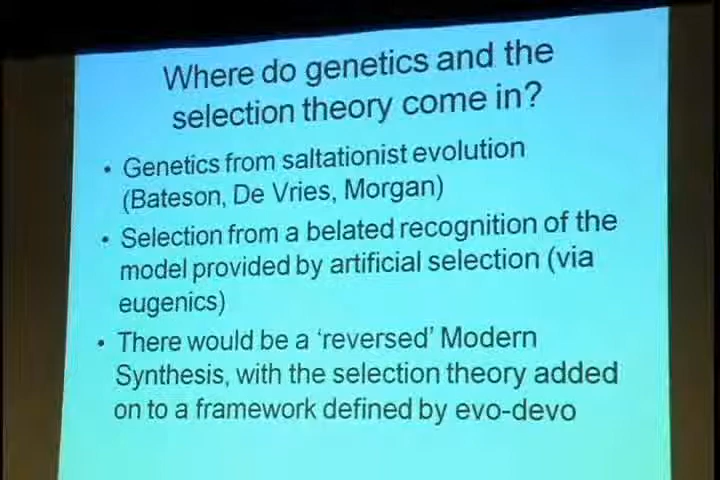 Where do genetics and the
selection theory come in?
• Genetics from saltationist evolution
(Bateson, De Vries, Morgan)
• Selection from a belated recognition of the
model provided by artificial selection (via
eugenics)
• There would be a ‘reversed’ Modern
Synthesis, with the selection theory added
on to a framework defined by evo-devo